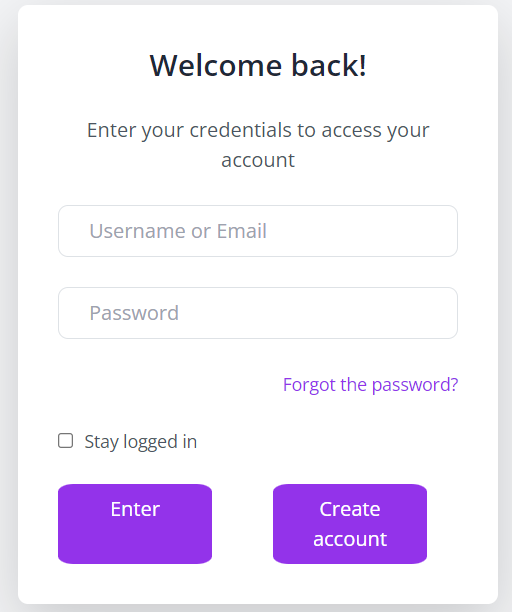 Welcome back!
Enter your credentials to access your
account
Username or Email
Password
Forgot the password?
Stay logged in
Enter
Create
account